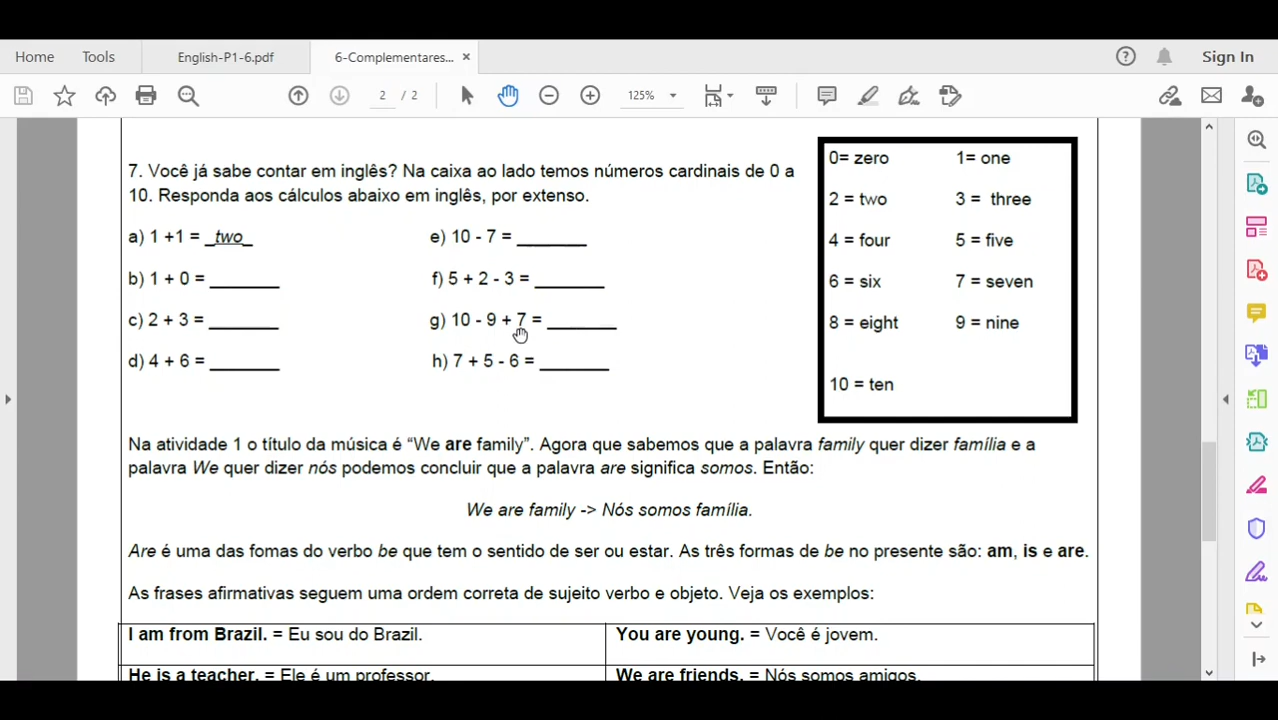 Home Tools English-P1-6.pdf 6-Complementares... × Sign In
2 / 2 125%
7. Você já sabe contar em inglês? Na caixa ao lado temos números cardinais de 0 a
10. Responda aos cálculos abaixo em inglês, por extenso.
a) 1 +1 = _two_
b) 1 + 0 = _______
c) 2 + 3 = _______
d) 4 + 6 = _______
e) 10 - 7 = _______
f) 5 + 2 - 3 = _______
g) 10 - 9 + 7 = _______
h) 7 + 5 - 6 = _______
0= zero 1= one
2 = two 3 = three
4 = four 5 = five
6 = six 7 = seven
8 = eight 9 = nine
10 = ten
Na atividade 1 o título da música é “We are family”. Agora que sabemos que a palavra family quer dizer família e a
palavra We quer dizer nós podemos concluir que a palavra are significa somos. Então:
We are family -> Nós somos família.
Are é uma das fomas do verbo be que tem o sentido de ser ou estar. As três formas de be no presente são: am, is e are.
As frases afirmativas seguem uma ordem correta de sujeito verbo e objeto. Veja os exemplos:
I am from Brazil. = Eu sou do Brazil. You are young. = Você é jovem.
He is a teacher. = Ele é um professor. We are friends. = Nós somos amigos.